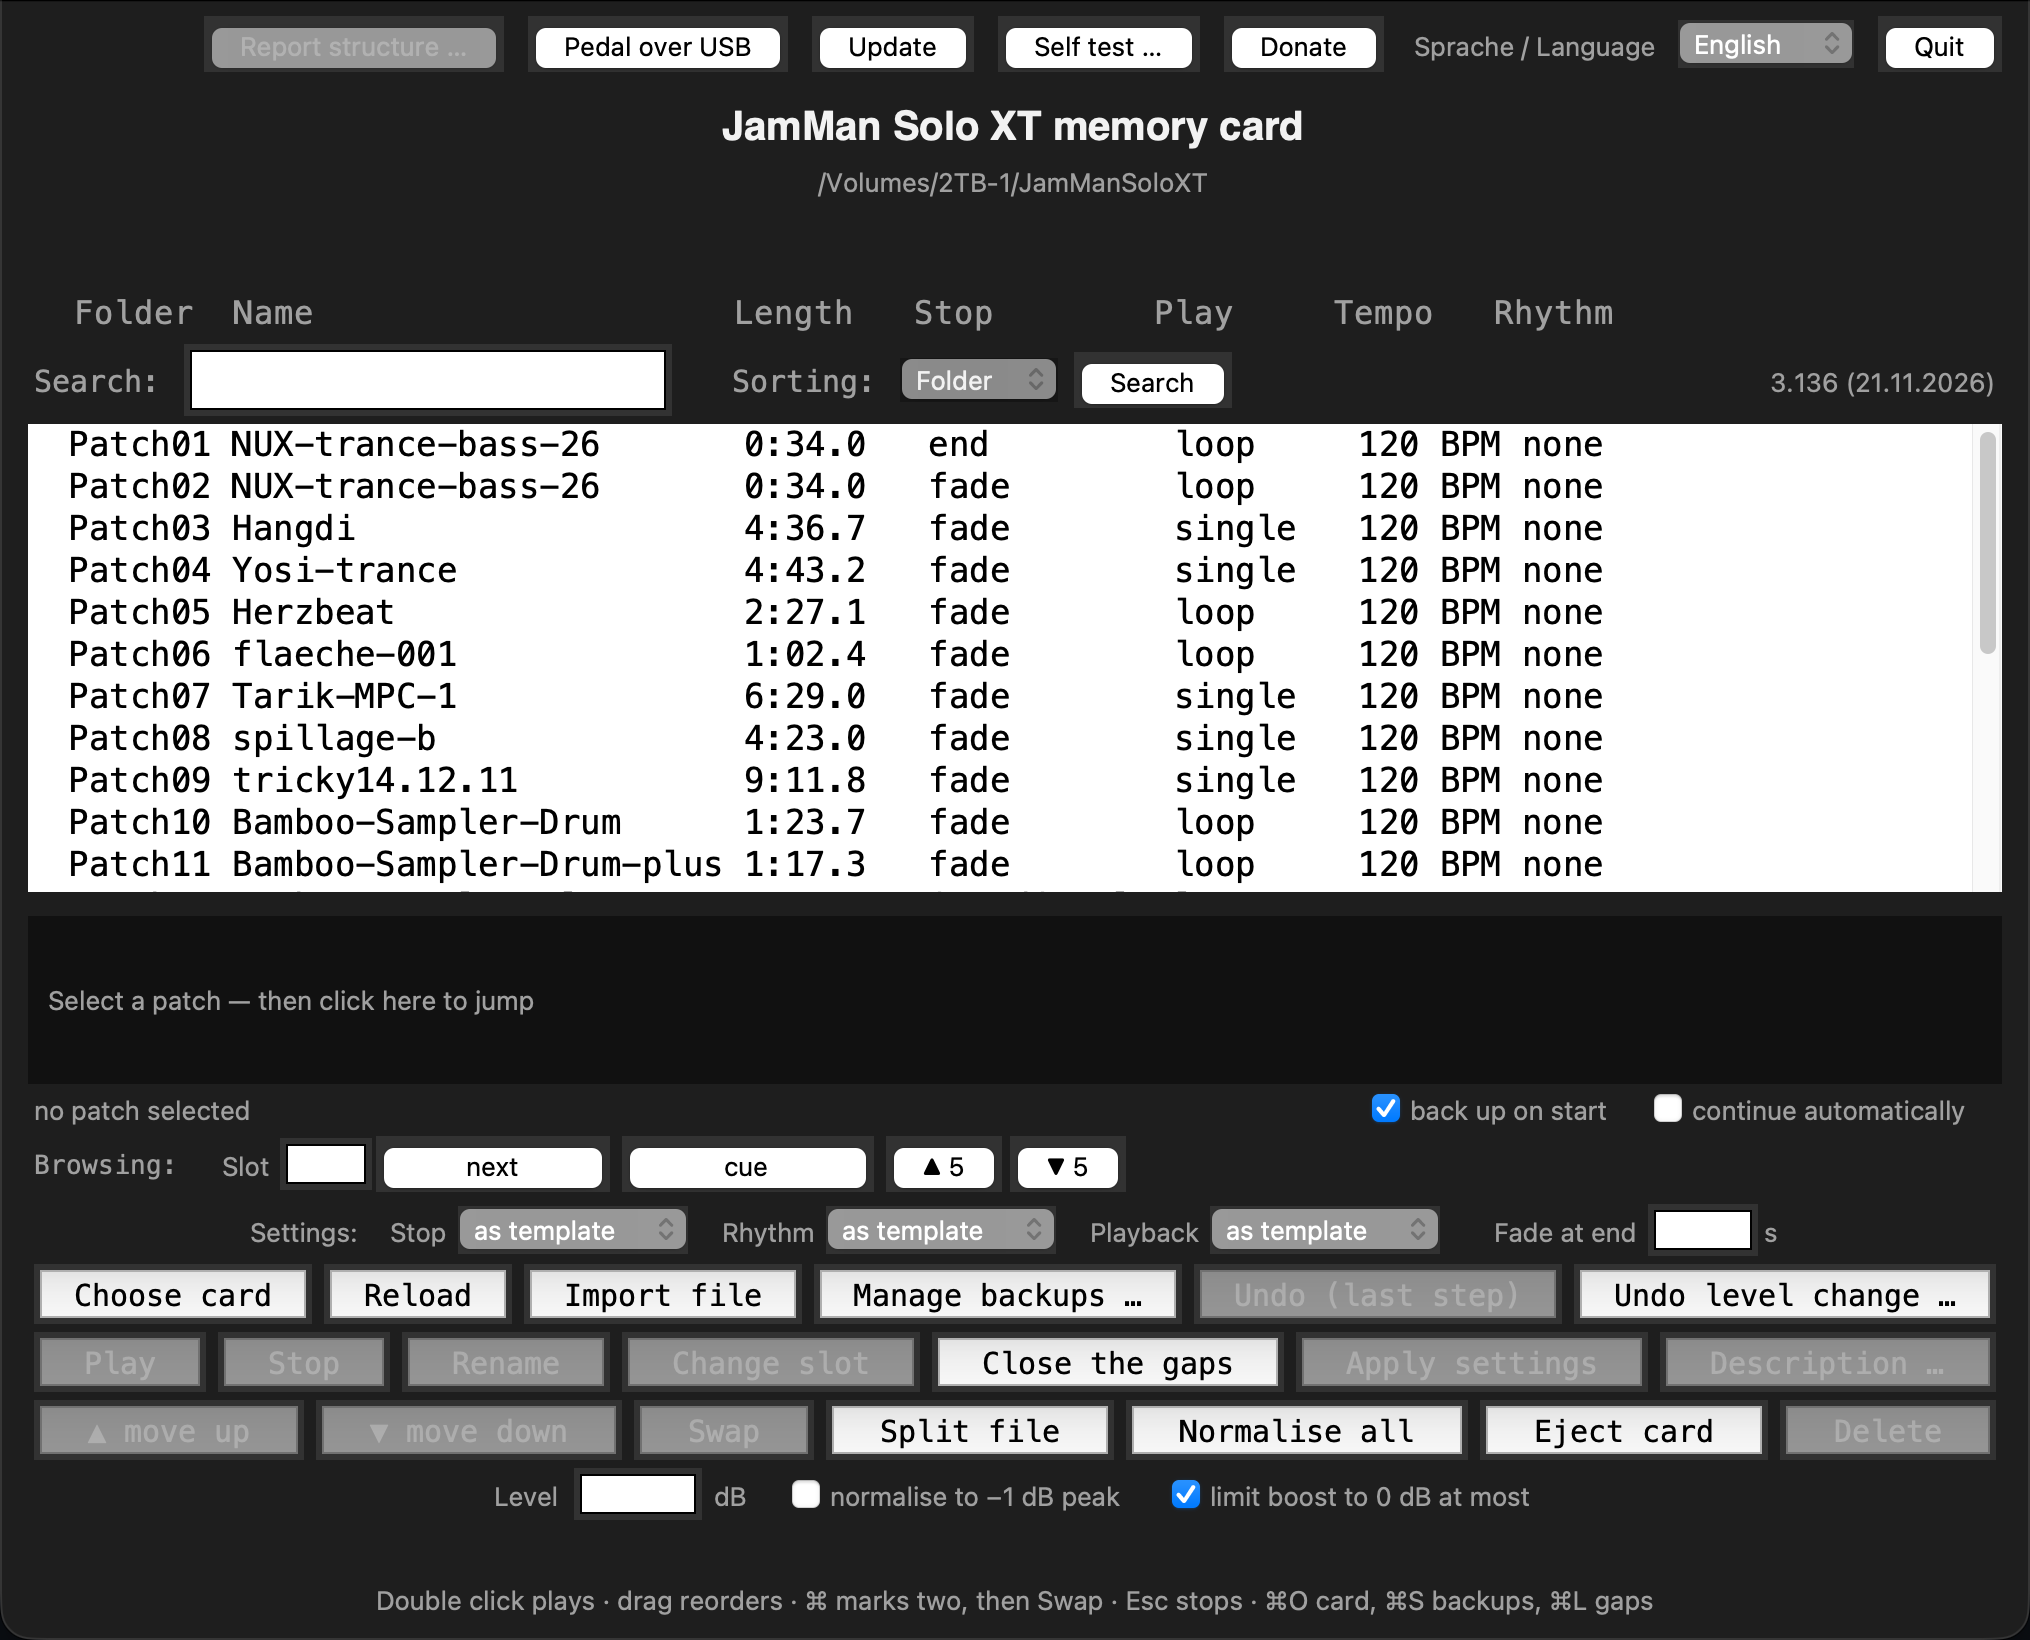 Report structure ... Pedal over USB Update Self test ... Donate Sprache / Language English Quit
JamMan Solo XT memory card
/Volumes/2TB-1/JamManSoloXT
Folder Name Length Stop Play Tempo Rhythm
Search: Sorting: Folder Search 3.136 (21.11.2026)
Patch01 NUX-trance-bass-26 0:34.0 end loop 120 BPM none
Patch02 NUX-trance-bass-26 0:34.0 fade loop 120 BPM none
Patch03 Hangdi 4:36.7 fade single 120 BPM none
Patch04 Yosi-trance 4:43.2 fade single 120 BPM none
Patch05 Herzbeat 2:27.1 fade loop 120 BPM none
Patch06 flaeche-001 1:02.4 fade loop 120 BPM none
Patch07 Tarik-MPC-1 6:29.0 fade single 120 BPM none
Patch08 spillage-b 4:23.0 fade single 120 BPM none
Patch09 tricky14.12.11 9:11.8 fade single 120 BPM none
Patch10 Bamboo-Sampler-Drum 1:23.7 fade loop 120 BPM none
Patch11 Bamboo-Sampler-Drum-plus 1:17.3 fade loop 120 BPM none
Select a patch — then click here to jump
no patch selected back up on start continue automatically
Browsing: Slot next cue ▲ 5 ▼ 5
Settings: Stop as template Rhythm as template Playback as template Fade at end s
Choose card Reload Import file Manage backups … Undo (last step) Undo level change …
Play Stop Rename Change slot Close the gaps Apply settings Description …
▲ move up ▼ move down Swap Split file Normalise all Eject card Delete
Level dB normalise to −1 dB peak limit boost to 0 dB at most
Double click plays · drag reorders · ⌘ marks two, then Swap · Esc stops · ⌘O card, ⌘S backups, ⌘L gaps